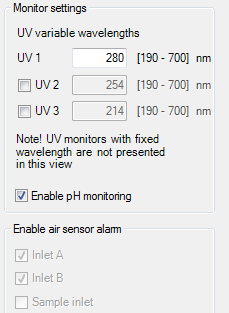 Monitor settings
UV variable wavelengths
UV 1 280 [190 - 700] nm
UV 2 254 [190 - 700] nm
UV 3 214 [190 - 700] nm
Note! UV monitors with fixed
wavelength are not presented
in this view
Enable pH monitoring
Enable air sensor alarm
Inlet A
Inlet B
Sample inlet